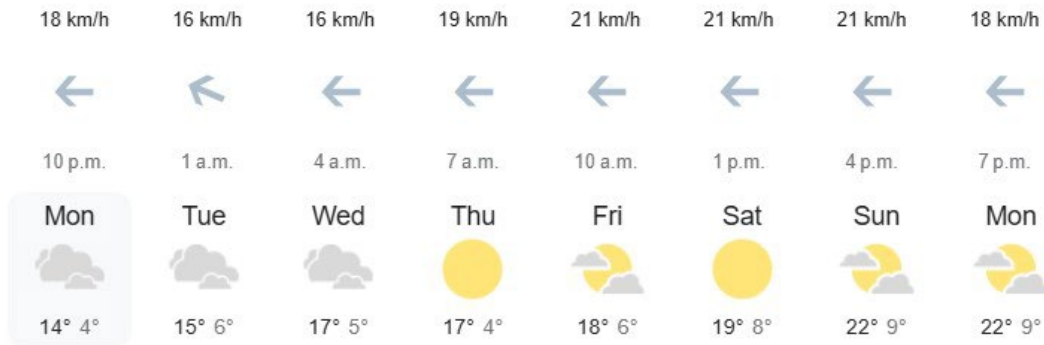 18 km/h 16 km/h 16 km/h 19 km/h 21 km/h 21 km/h 21 km/h 18 km/h
10 p.m. 1 a.m. 4 a.m. 7 a.m. 10 a.m. 1 p.m. 4 p.m. 7 p.m.
Mon Tue Wed Thu Fri Sat Sun Mon
14° 4° 15° 6° 17° 5° 17° 4° 18° 6° 19° 8° 22° 9° 22° 9°